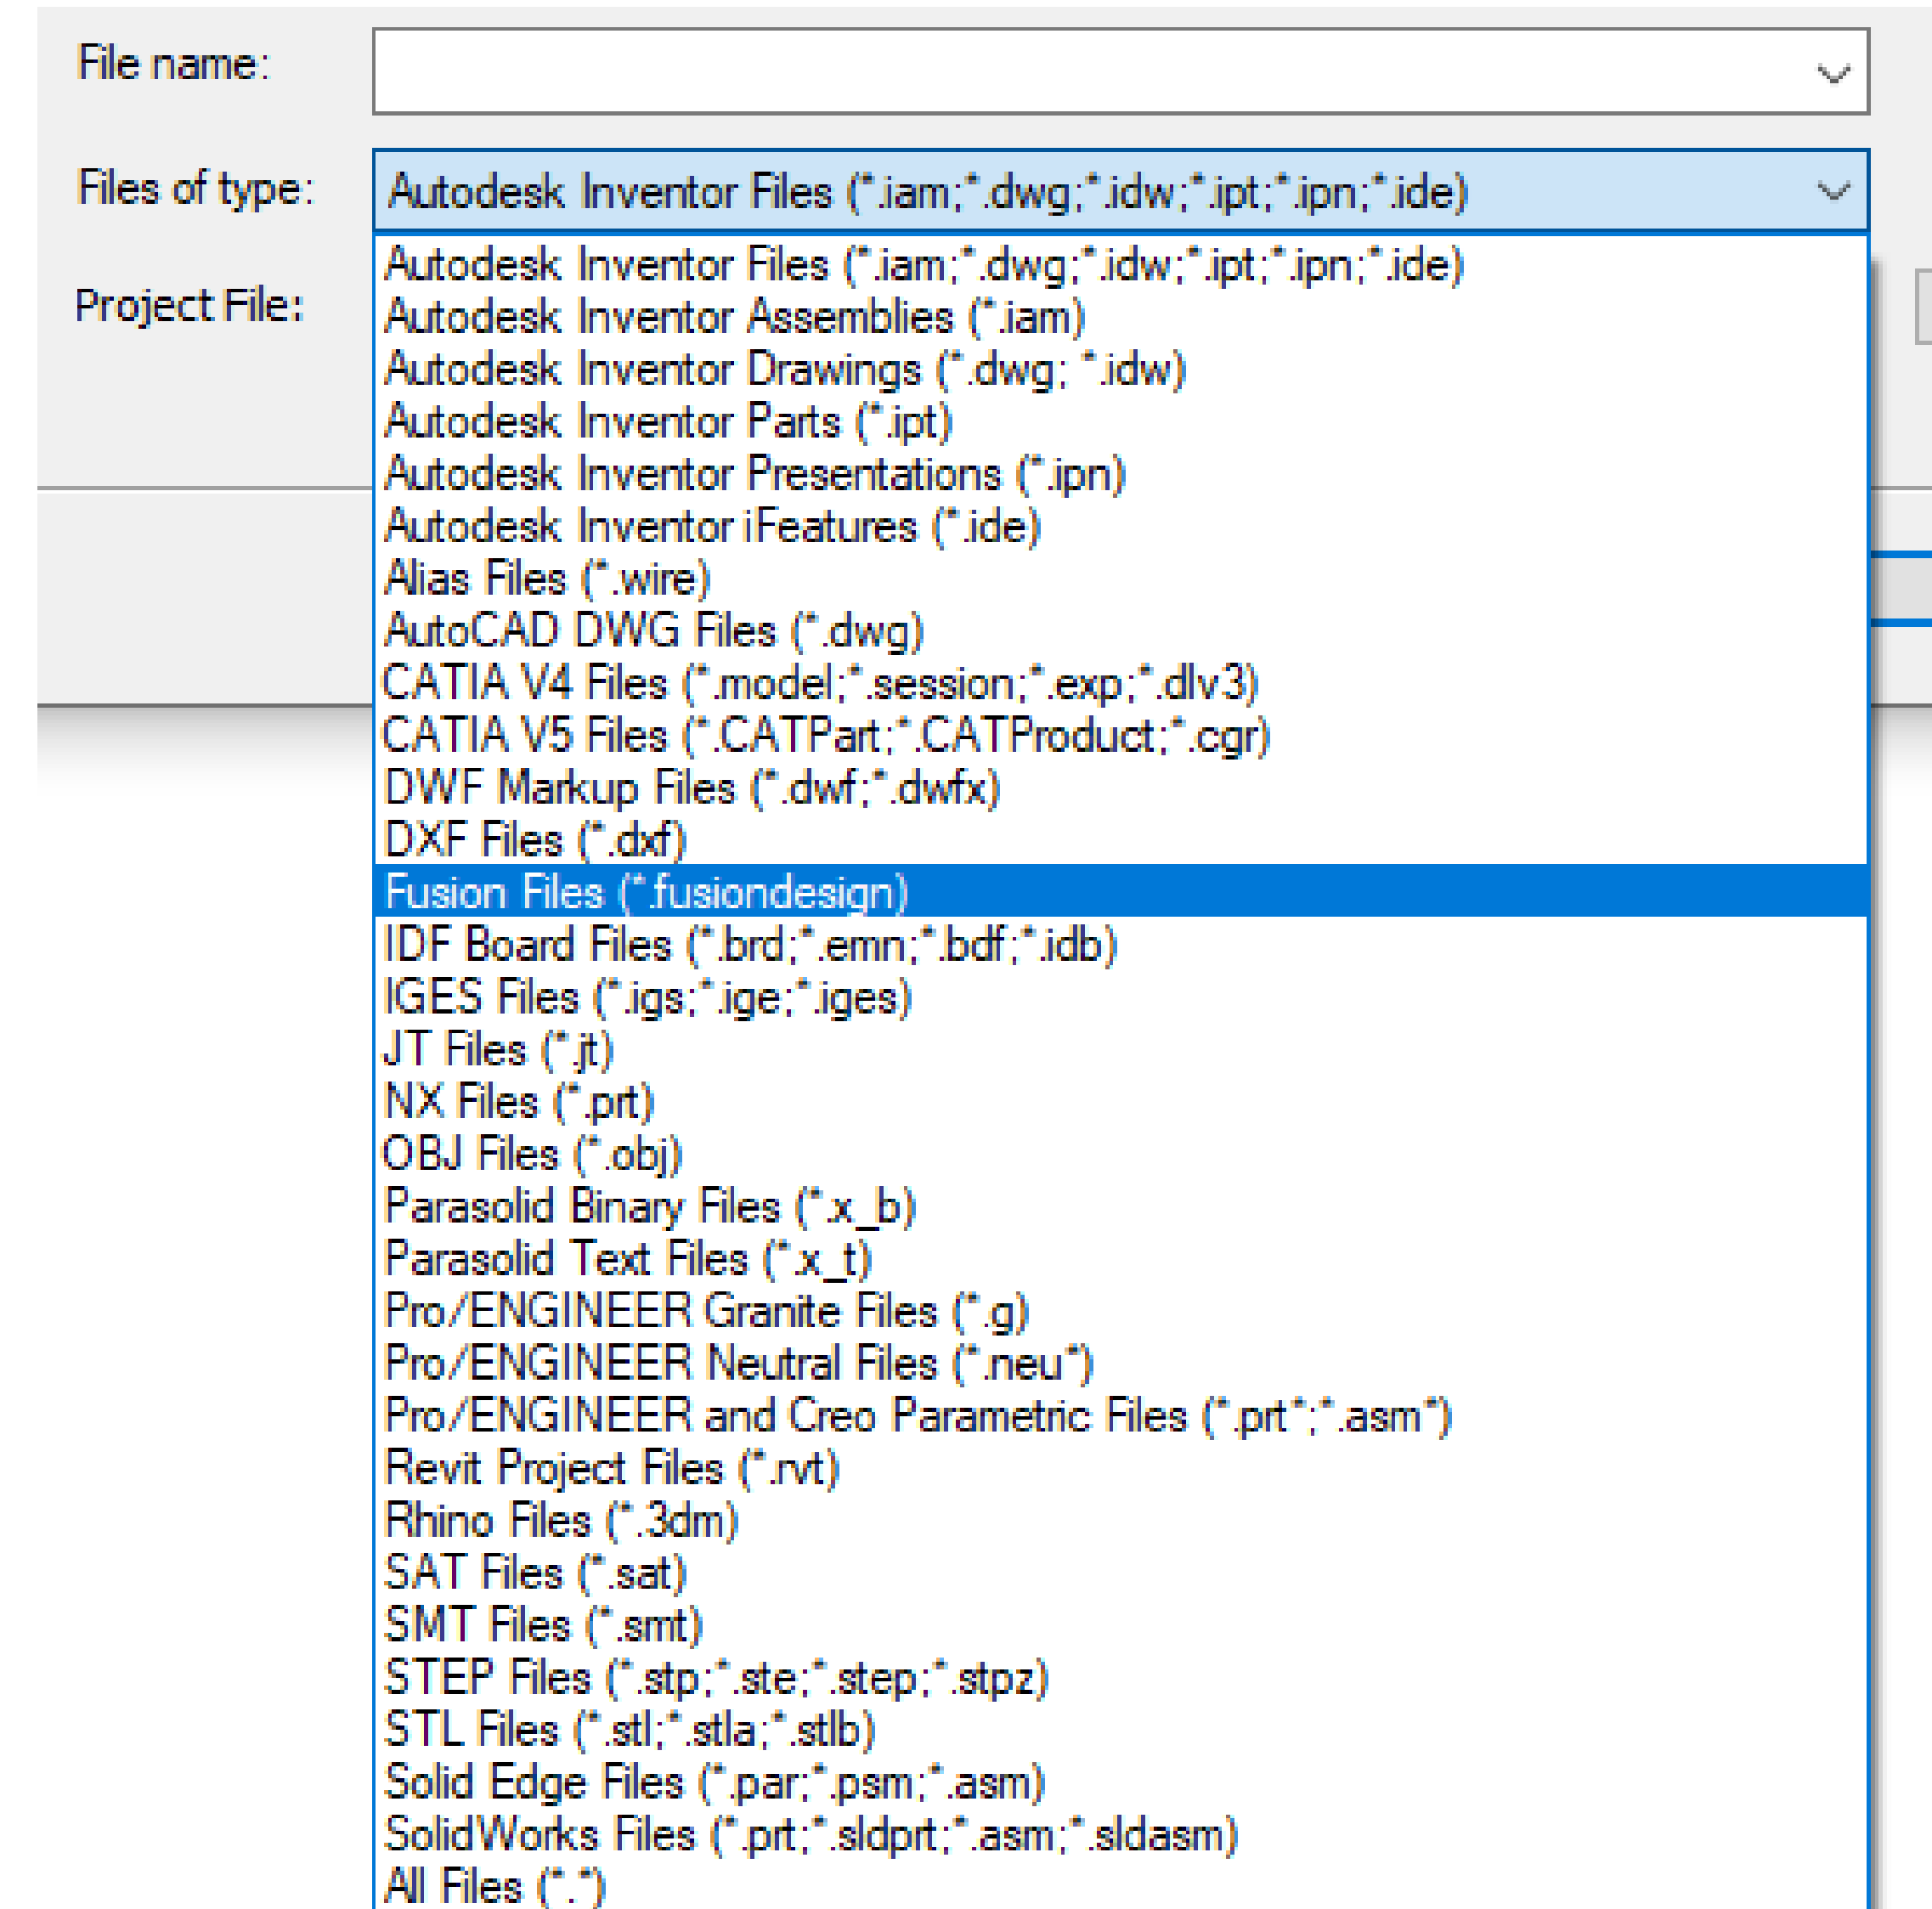 File name:
Files of type: Autodesk Inventor Files (*.iam;*.dwg;*.idw;*.ipt;*.ipn;*.ide)
Autodesk Inventor Files (*.iam;*.dwg;*.idw;*.ipt;*.ipn;*.ide)
Project File:
Autodesk Inventor Assemblies (*.iam)
Autodesk Inventor Drawings (*.dwg; *.idw)
Autodesk Inventor Parts (*.ipt)
Autodesk Inventor Presentations (*.ipn)
Autodesk Inventor iFeatures (*.ide)
Alias Files (*.wire)
AutoCAD DWG Files (*.dwg)
CATIA V4 Files (*.model;*.session;*.exp;*.dlv3)
CATIA V5 Files (*.CATPart;*.CATProduct;*.cgr)
DWF Markup Files (*.dwf;*.dwfx)
DXF Files (*.dxf)
Fusion Files (*.fusiondesign)
IDF Board Files (*.brd;*.emn;*.bdf;*.idb)
IGES Files (*.igs;*.ige;*.iges)
JT Files (*.jt)
NX Files (*.prt)
OBJ Files (*.obj)
Parasolid Binary Files (*.x_b)
Parasolid Text Files (*.x_t)
Pro/ENGINEER Granite Files (*.g)
Pro/ENGINEER Neutral Files (*.neu*)
Pro/ENGINEER and Creo Parametric Files (*.prt*;*.asm*)
Revit Project Files (*.rvt)
Rhino Files (*.3dm)
SAT Files (*.sat)
SMT Files (*.smt)
STEP Files (*.stp;*.ste;*.step;*.stpz)
STL Files (*.stl;*.stla;*.stlb)
Solid Edge Files (*.par;*.psm;*.asm)
SolidWorks Files (*.prt;*.sldprt;*.asm;*.sldasm)
All Files (*.*)